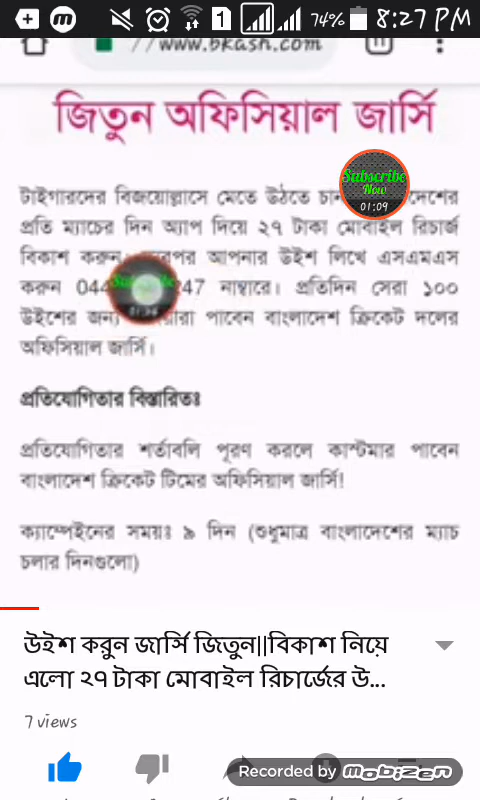 74% 8:27 PM
//www.bkash.com
জিতুন অফিসিয়াল জার্সি
টাইগারদের বিজয়োল্লাসে মেতে উঠতে
Subscribe
Now
01:09
প্রতি ম্যাচের দিন অ্যাপ দিয়ে ২৭ টাকা মোবাইল রিচার্জ
বিকাশ করুন আপনার উইশ লিখে এসএমএস
করুন 044 47 নাম্বারে। প্রতিদিন সেরা ১০০
উইশের জন্য পাবেন বাংলাদেশ ক্রিকেট দলের
অফিসিয়াল জার্সি।
প্রতিযোগিতার বিস্তারিতঃ
প্রতিযোগিতার শর্তাবলি পূরণ করলে কাস্টমার পাবেন
বাংলাদেশ ক্রিকেট টিমের অফিসিয়াল জার্সি!
ক্যাম্পেইনের সময়ঃ ৯ দিন (শুধুমাত্র বাংলাদেশের ম্যাচ
চলার দিনগুলো)
উইশ করুন জার্সি জিতুন||বিকাশ নিয়ে
এলো ২৭ টাকা মোবাইল রিচার্জের উ...
7 views
Recorded by mobizen